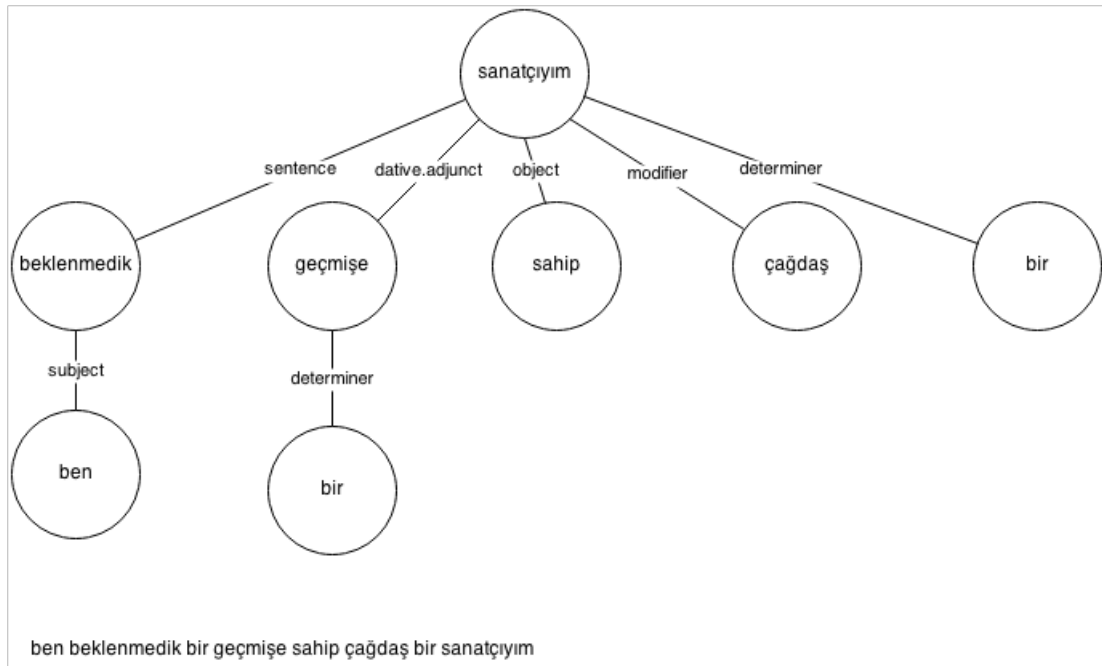 sanatçıyım
sentence dative.adjunct object modifier determiner
beklenmedik geçmişe sahip çağdaş bir
subject determiner
ben bir
ben beklenmedik bir geçmişe sahip çağdaş bir sanatçıyım